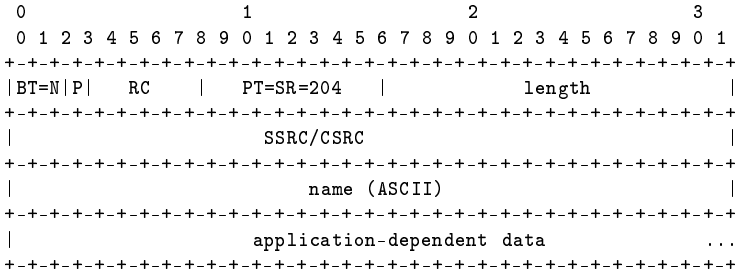 0                   1                   2                   3
 0 1 2 3 4 5 6 7 8 9 0 1 2 3 4 5 6 7 8 9 0 1 2 3 4 5 6 7 8 9 0 1
+-+-+-+-+-+-+-+-+-+-+-+-+-+-+-+-+-+-+-+-+-+-+-+-+-+-+-+-+-+-+-+-+
|BT=N|P|   RC    |   PT=SR=204   |            length             |
+-+-+-+-+-+-+-+-+-+-+-+-+-+-+-+-+-+-+-+-+-+-+-+-+-+-+-+-+-+-+-+-+
|                      SSRC/CSRC                                |
+-+-+-+-+-+-+-+-+-+-+-+-+-+-+-+-+-+-+-+-+-+-+-+-+-+-+-+-+-+-+-+-+
|                          name (ASCII)                         |
+-+-+-+-+-+-+-+-+-+-+-+-+-+-+-+-+-+-+-+-+-+-+-+-+-+-+-+-+-+-+-+-+
|                     application-dependent data              ...
+-+-+-+-+-+-+-+-+-+-+-+-+-+-+-+-+-+-+-+-+-+-+-+-+-+-+-+-+-+-+-+-+